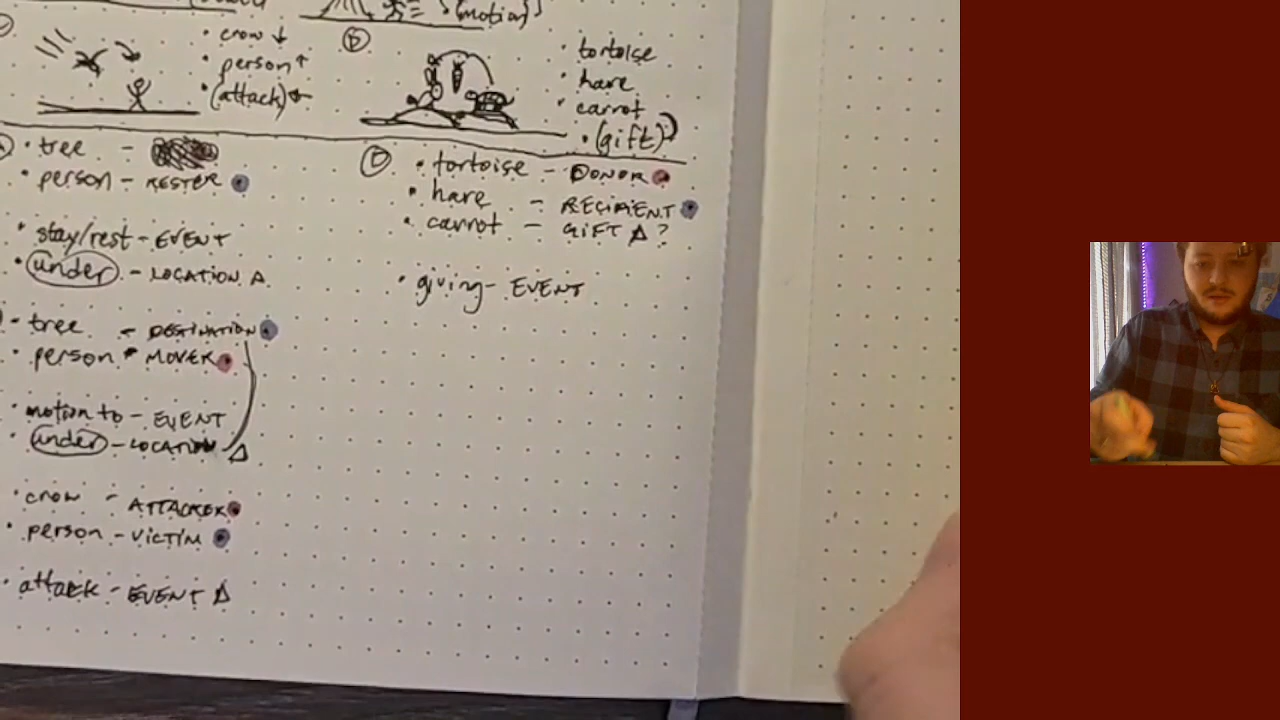 (motion)
• crow ↓
• person ↑
• (attack)
D
• tortoise
• hare
• carrot
• (gift)
• tree -
• person - RESTER
• stay/rest - EVENT
• under - LOCATION Δ
• tree - DESTINATION
• person • MOVER
• motion to - EVENT
• under - LOCATION Δ
• crow - ATTACKER
• person - VICTIM
• attack - EVENT Δ
D • tortoise - DONOR
• hare - RECIPIENT
• carrot - GIFT Δ ?
• giving - EVENT